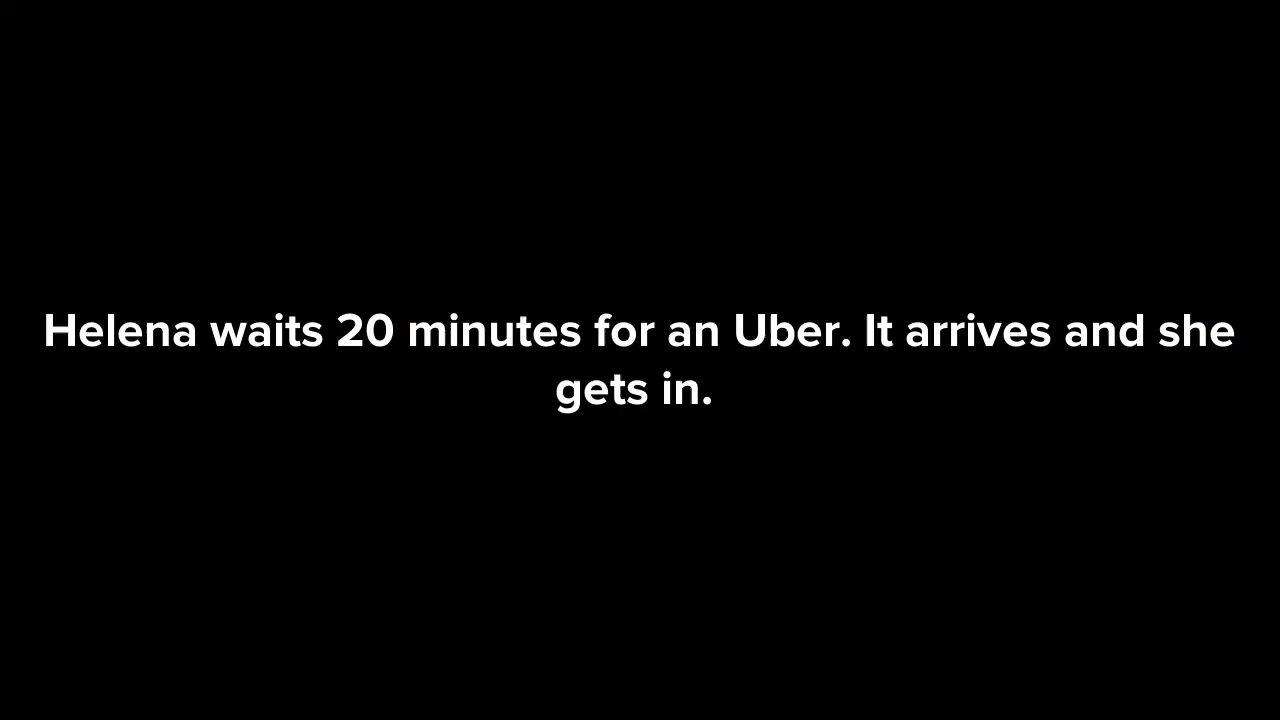 Helena waits 20 minutes for an Uber. It arrives and she
gets in.